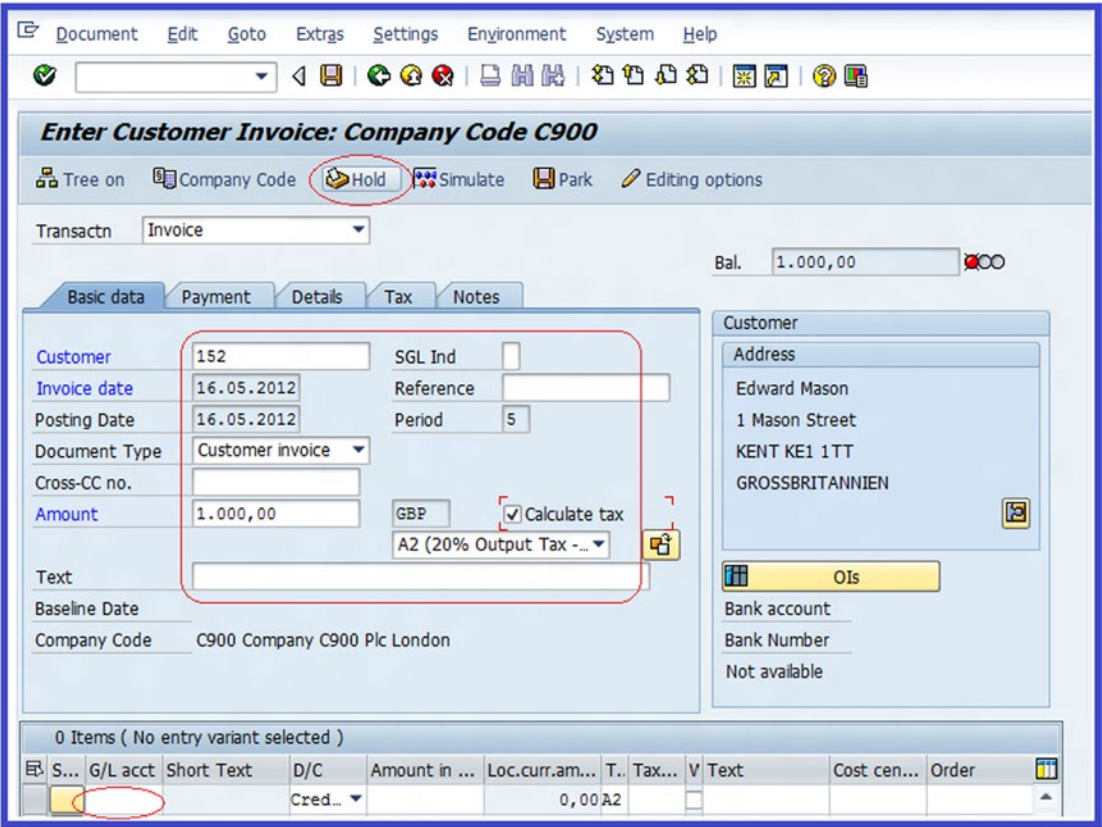 Document Edit Goto Extras Settings Environment System Help
Enter Customer Invoice: Company Code C900
Tree on Company Code Hold Simulate Park Editing options
Transactn Invoice
Bal. 1.000,00
Basic data Payment Details Tax Notes
Customer
Customer 152 SGL Ind
Address
Invoice date 16.05.2012 Reference
Edward Mason
Posting Date 16.05.2012 Period 5
1 Mason Street
Document Type Customer invoice
KENT KE1 1TT
Cross-CC no.
GROSSBRITANNIEN
Amount 1.000,00 GBP Calculate tax
A2 (20% Output Tax -...
Text
OIs
Baseline Date
Bank account
Company Code C900 Company C900 Plc London
Bank Number
Not available
0 Items ( No entry variant selected )
S... G/L acct Short Text D/C Amount in ... Loc.curr.am... T.. Tax... V Text Cost cen... Order
Cred... 0,00 A2